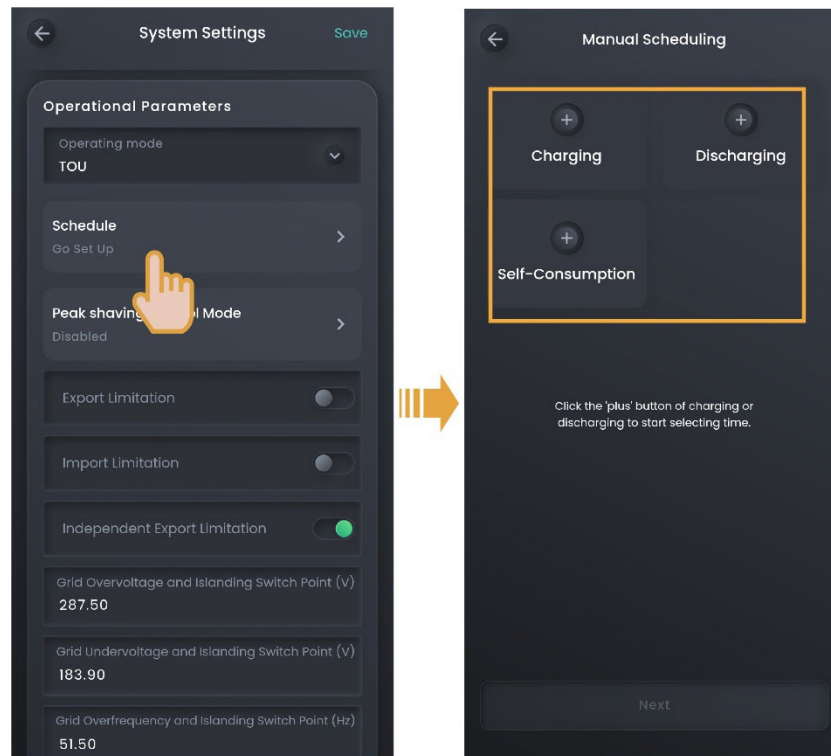 System Settings
Save
Operational Parameters
Operating mode
TOU
Schedule
Go Set Up
Peak shaving l Mode
Disabled
Export Limitation
Import Limitation
Independent Export Limitation
Grid Overvoltage and Islanding Switch Point (V)
287.50
Grid Undervoltage and Islanding Switch Point (V)
183.90
Grid Overfrequency and Islanding Switch Point (Hz)
51.50
Manual Scheduling
Charging
Discharging
Self-Consumption
Click the 'plus' button of charging or
discharging to start selecting time.
Next